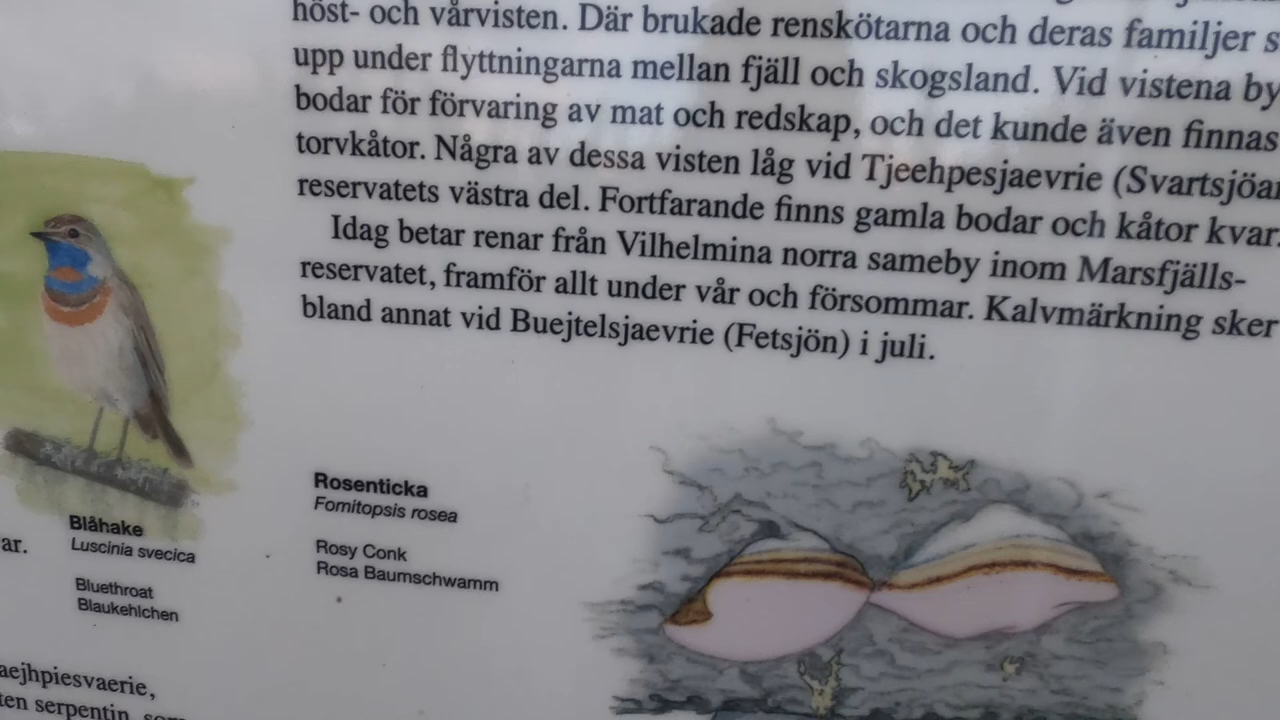 höst- och vårvisten. Där brukade renskötarna och deras familjer
upp under flyttningarna mellan fjäll och skogsland. Vid vistena
bodar för förvaring av mat och redskap, och det kunde även finnas
torvkåtor. Några av dessa visten låg vid Tjeehpesjaevrie
reservatets västra del. Fortfarande finns gamla bodar och kåtor kvar.
Idag betar renar från Vilhelmina norra sameby inom Marsfjälls-
reservatet, framför allt under vår och försommar. Kalvmärkning sker
bland annat vid Buejtelsjaevrie (Fetsjön) i juli.
Blåhake
Luscinia svecica
Bluethroat
Blaukehlchen
Rosenticka
Fomitopsis rosea
Rosy Conk
Rosa Baumschwamm
ar.
aejhpiesvaerie,
ten serpentin